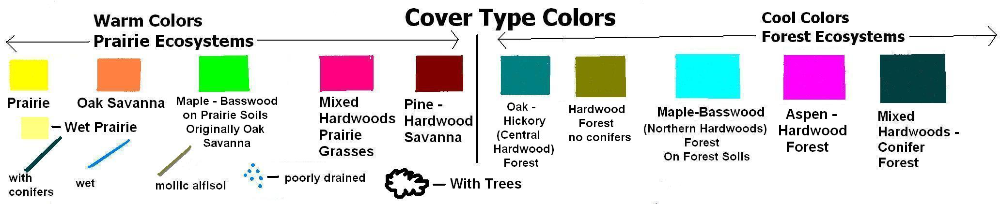 Cover Type Colors
Warm Colors
Prairie Ecosystems
Cool Colors
Forest Ecosystems
Prairie
Oak Savanna
Maple - Basswood
on Prairie Soils
Originally Oak
Savanna
Mixed
Hardwoods
Prairie
Grasses
Pine -
Hardwood
Savanna
Oak -
Hickory
(Central
Hardwood)
Forest
Hardwood
Forest
no conifers
Maple-Basswood
(Northern Hardwoods)
Forest
On Forest Soils
Aspen -
Hardwood
Forest
Mixed
Hardwoods -
Conifer
Forest
Wet Prairie
with
conifers
wet
mollic alfisol
poorly drained
With Trees